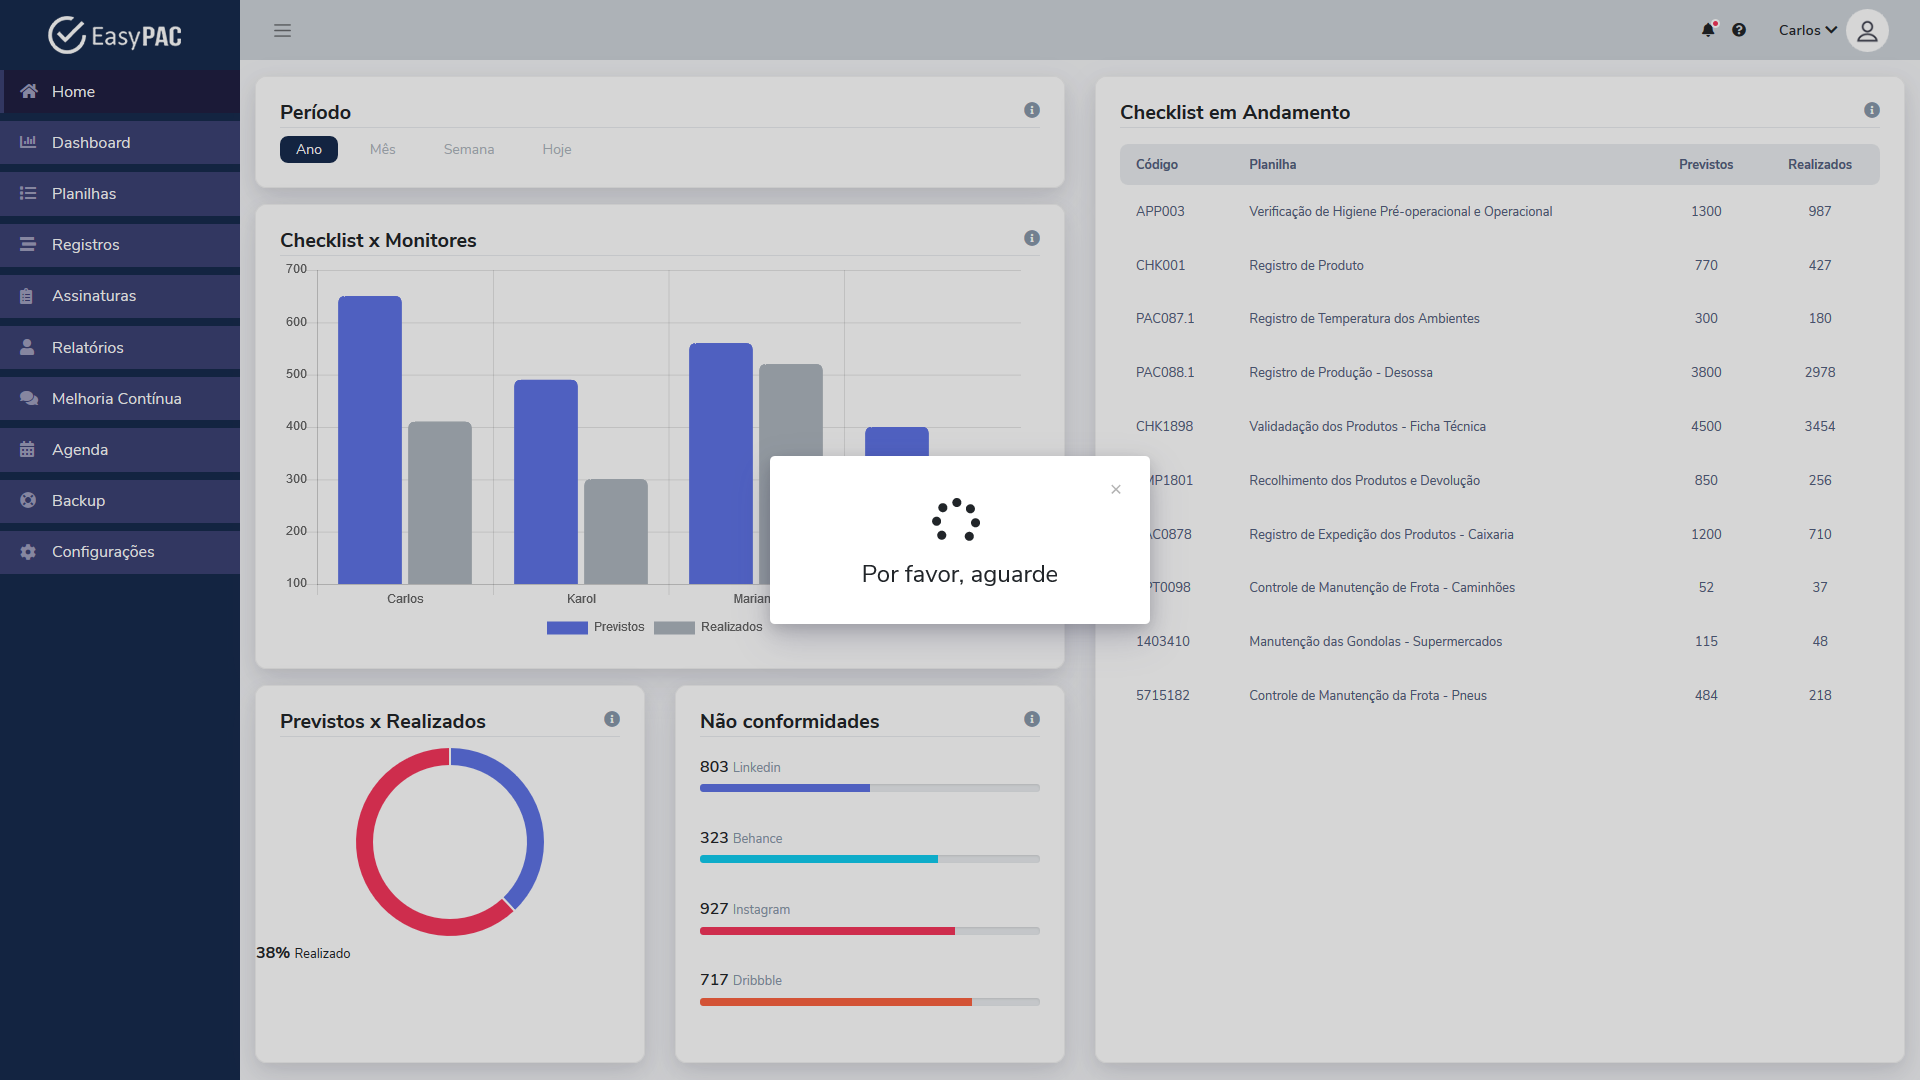 EasyPAC
Carlos
Home
Dashboard
Planilhas
Registros
Assinaturas
Relatórios
Melhoria Contínua
Agenda
Backup
Configurações
Período
Ano Mês Semana Hoje
Checklist x Monitores
700
600
500
400
300
200
100
Carlos Karol
Previstos Realizados
Previstos x Realizados
38% Realizado
Não conformidades
803 Linkedin
323 Behance
927 Instagram
717 Dribbble
Checklist em Andamento
Código Planilha Previstos Realizados
APP003 Verificação de Higiene Pré-operacional e Operacional 1300 987
CHK001 Registro de Produto 770 427
PAC087.1 Registro de Temperatura dos Ambientes 300 180
PAC088.1 Registro de Produção - Desossa 3800 2978
CHK1898 Validadação dos Produtos - Ficha Técnica 4500 3454
Recolhimento dos Produtos e Devolução 850 256
Registro de Expedição dos Produtos - Caixaria 1200 710
Controle de Manutenção de Frota - Caminhões 52 37
1403410 Manutenção das Gondolas - Supermercados 115 48
5715182 Controle de Manutenção da Frota - Pneus 484 218
×
Por favor, aguarde